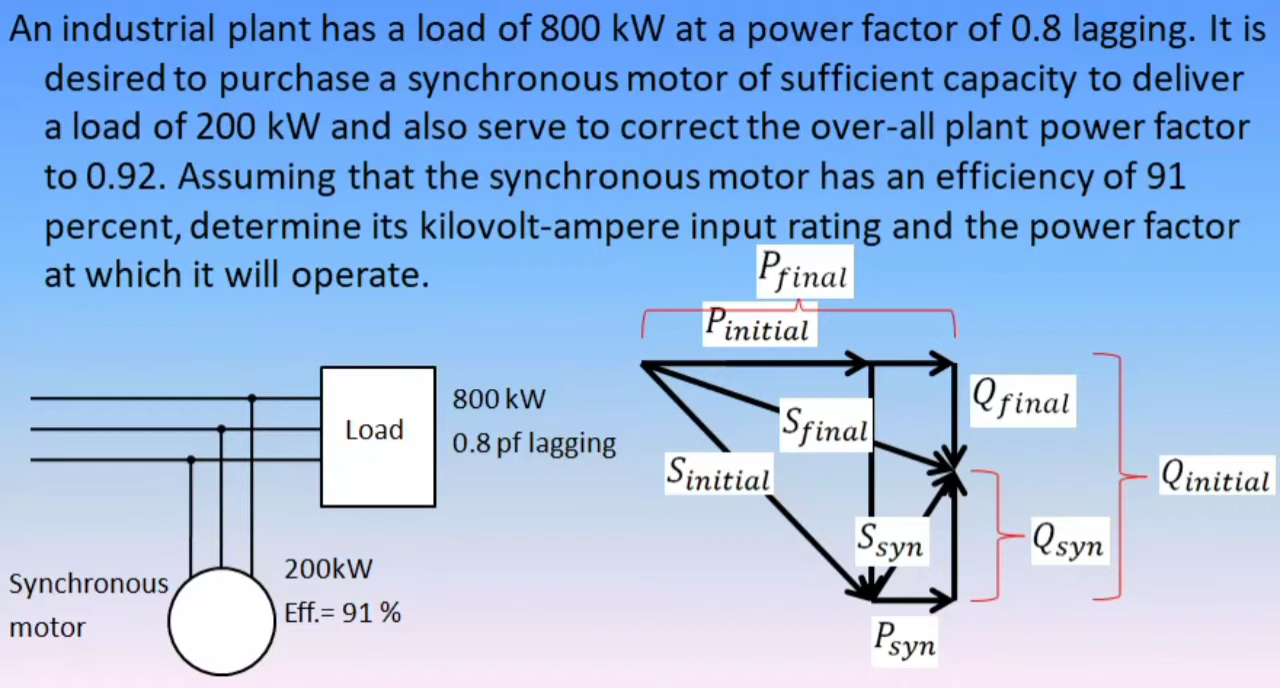 An industrial plant has a load of 800 kW at a power factor of 0.8 lagging. It is
desired to purchase a synchronous motor of sufficient capacity to deliver
a load of 200 kW and also serve to correct the over-all plant power factor
to 0.92. Assuming that the synchronous motor has an efficiency of 91
percent, determine its kilovolt-ampere input rating and the power factor
at which it will operate.
P_final
P_initial
Load
800 kW
0.8 pf lagging
Q_final
S_final
S_initial
Q_initial
S_syn
Q_syn
Synchronous
motor
200kW
Eff.= 91 %
P_syn